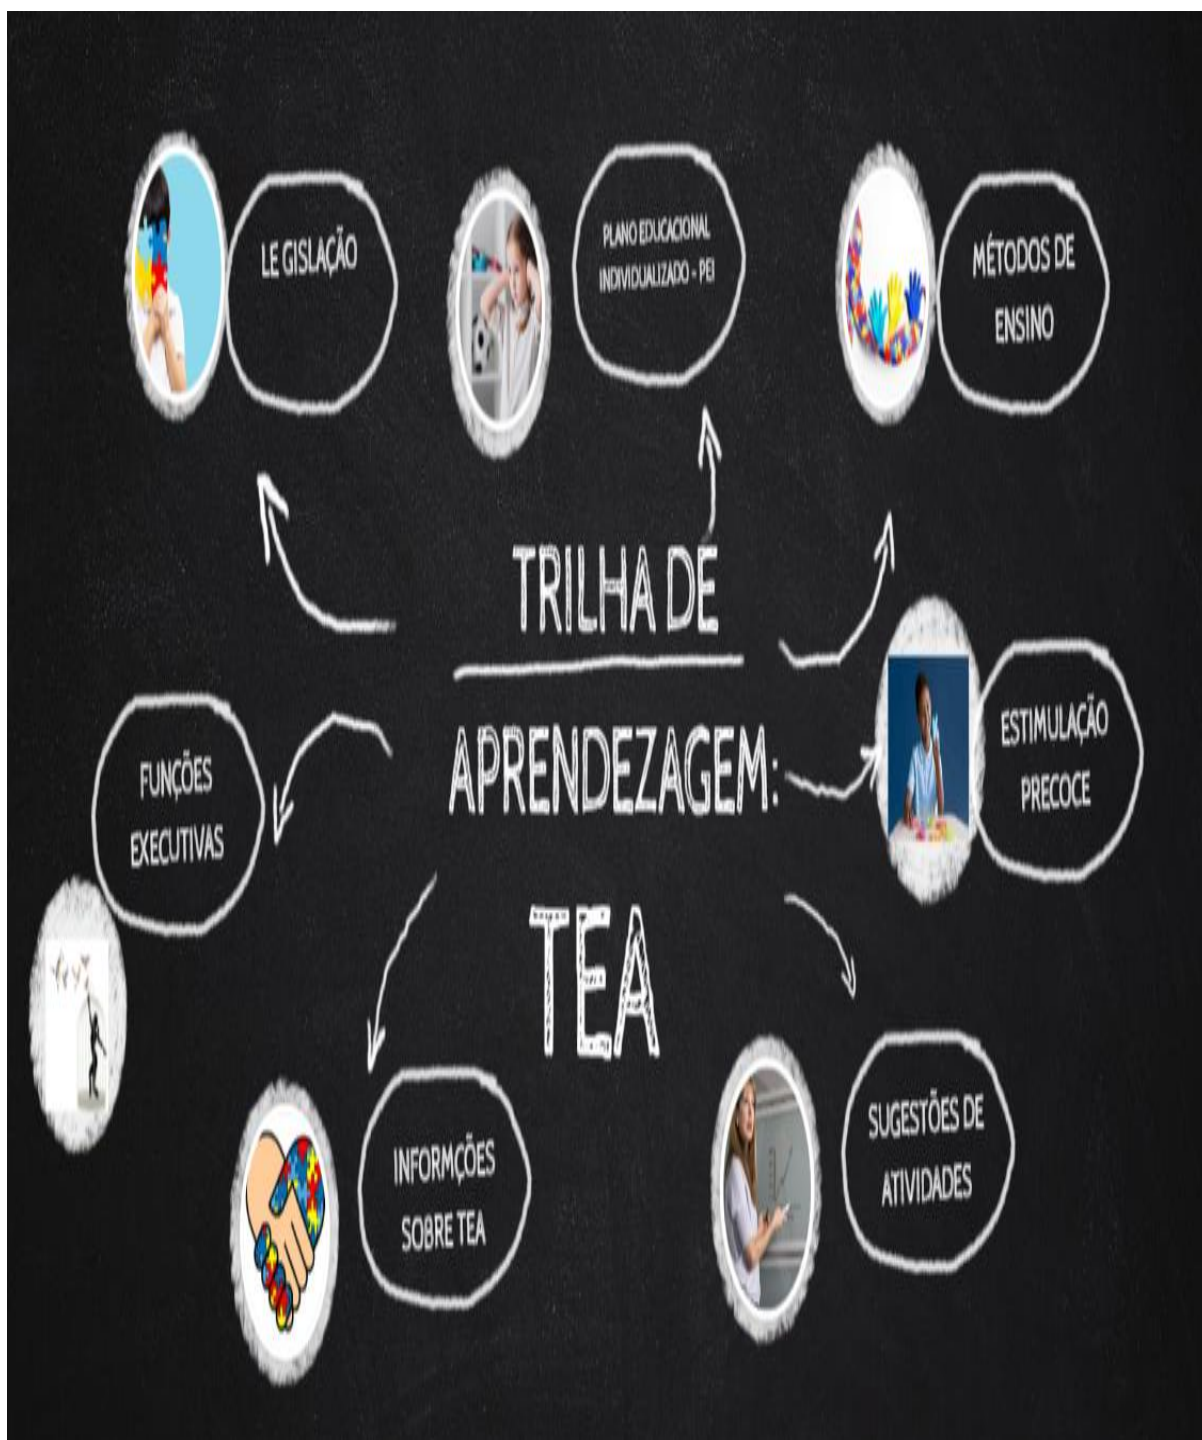 LE GISLAÇÃO
PLANO EDUCACIONAL
INDIVIDUALIZADO - PEI
MÉTODOS DE
ENSINO
TRILHA DE
APRENDEZAGEM:
TEA
ESTIMULAÇÃO
PRECOCE
FUNÇÕES
EXECUTIVAS
INFORMÇÕES
SOBRE TEA
SUGESTÕES DE
ATIVIDADES